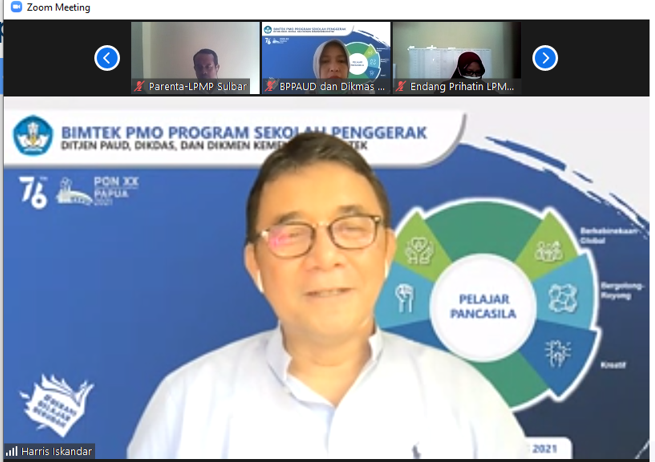 Zoom Meeting
Parenta-LPMP Sulbar
BPPAUD dan Dikmas ...
Endang Prihatin LPM...
BIMTEK PMO PROGRAM SEKOLAH PENGGERAK
DITJEN PAUD, DIKDAS, DAN DIKMEN
76
PON XX
PAPUA
2021
Berkebinekaan
Global
Bergotong-
Royong
PELAJAR
PANCASILA
Kreatif
2021
Harris Iskandar